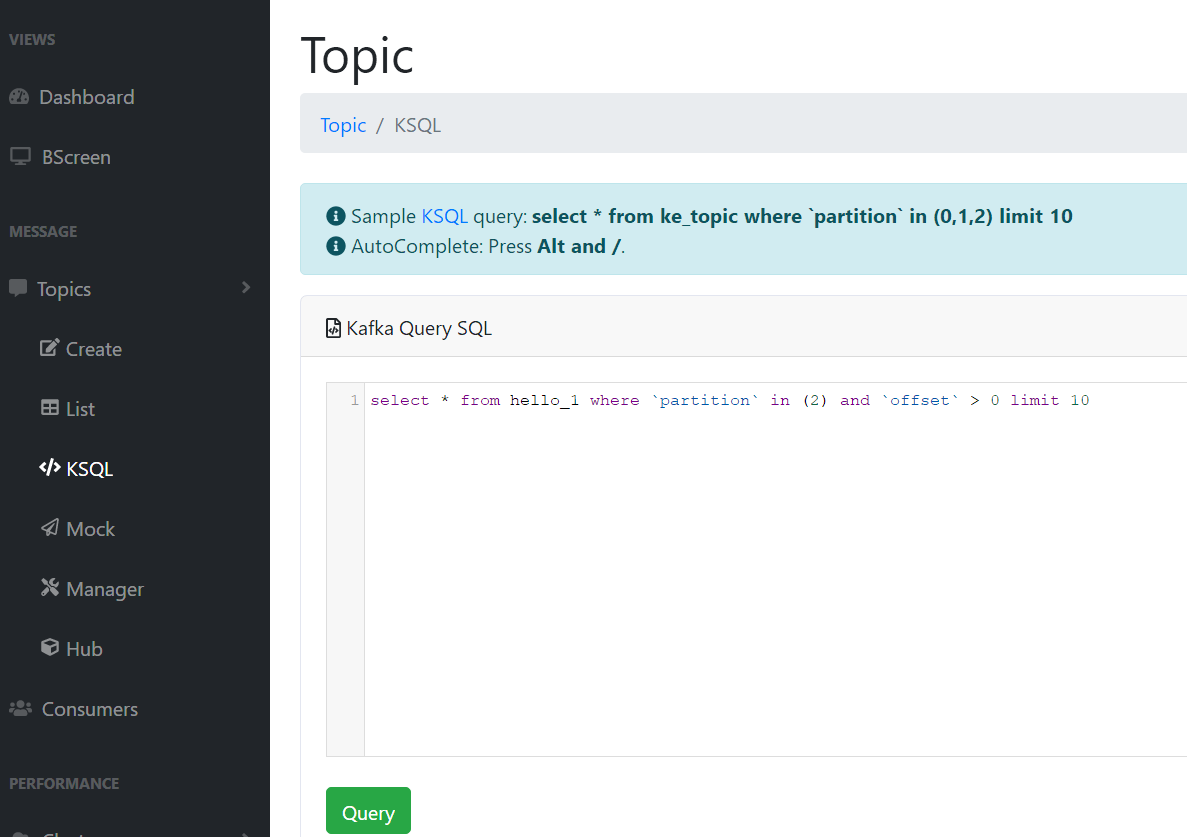 VIEWS
Dashboard
BScreen
MESSAGE
Topics
Create
List
KSQL
Mock
Manager
Hub
Consumers
PERFORMANCE
Topic
Topic / KSQL
Sample KSQL query: select * from ke_topic where `partition` in (0,1,2) limit 10
AutoComplete: Press Alt and /.
Kafka Query SQL
1 select * from hello_1 where `partition` in (2) and `offset` > 0 limit 10
Query